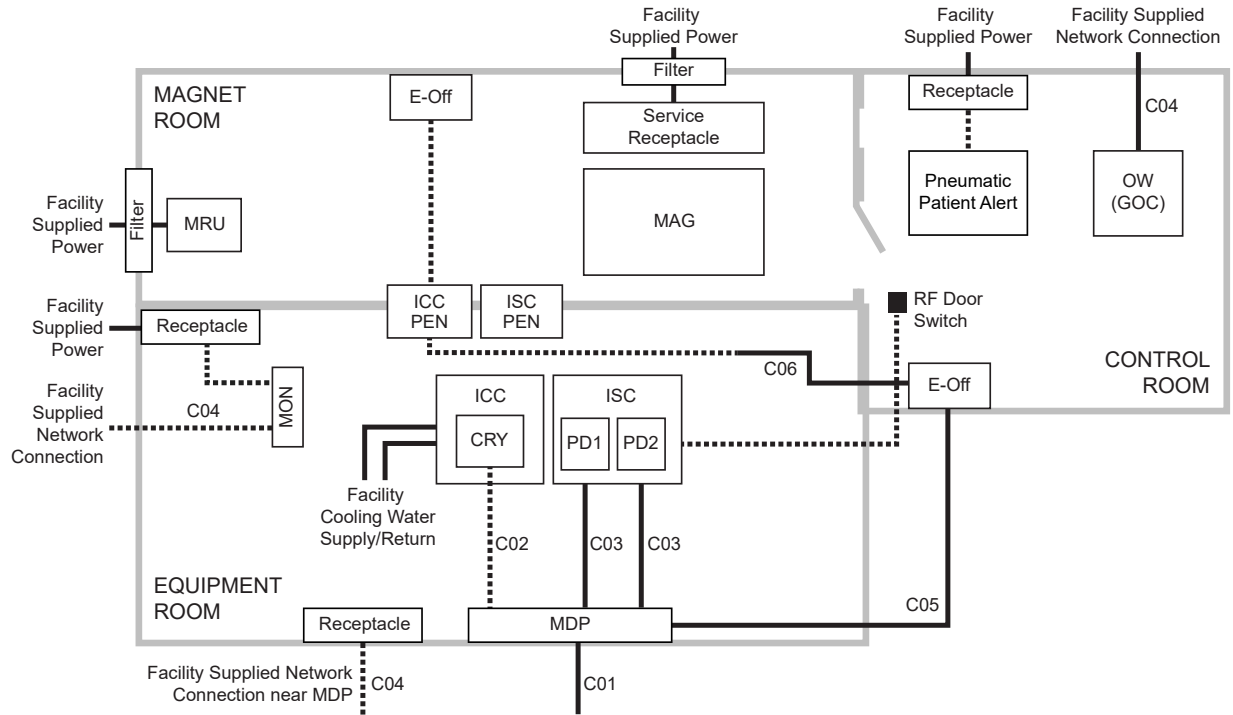 Facility
Supplied Power
Facility
Supplied Power
Facility Supplied
Network Connection
MAGNET
ROOM
E-Off
Filter
Service
Receptacle
Receptacle
C04
Pneumatic
Patient Alert
OW
(GOC)
Facility
Supplied
Power
Filter
MRU
MAG
Facility
Supplied
Power
Receptacle
ICC
PEN
ISC
PEN
RF Door
Switch
C06
E-Off
CONTROL
ROOM
Facility
Supplied
Network
Connection
C04
MON
ICC
CRY
ISC
PD1
PD2
Facility
Cooling Water
Supply/Return
C02
C03
C03
C05
EQUIPMENT
ROOM
Receptacle
MDP
Facility Supplied Network
Connection near MDP
C04
C01